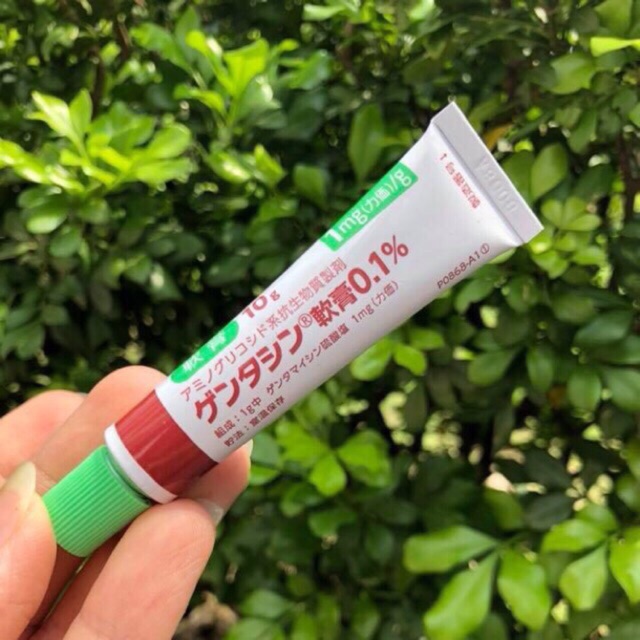 軟膏 10g
1mg(力価)/g
アミノグリコシド系抗生物質製剤
ゲンタシン®軟膏0.1%
組成：1g中 ゲンタマイシン硫酸塩 1mg(力価)
貯法：室温保存
P0868-A1①